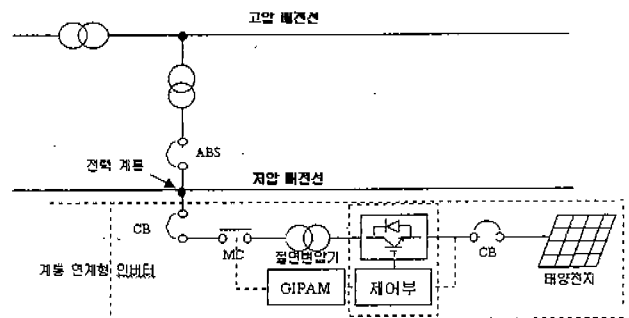 고압 배전선
ABS
전력 계통
저압 배전선
CB
MC
절연변압기
CB
태양전지
계통 연계형 인버터
GIPAM
제어부